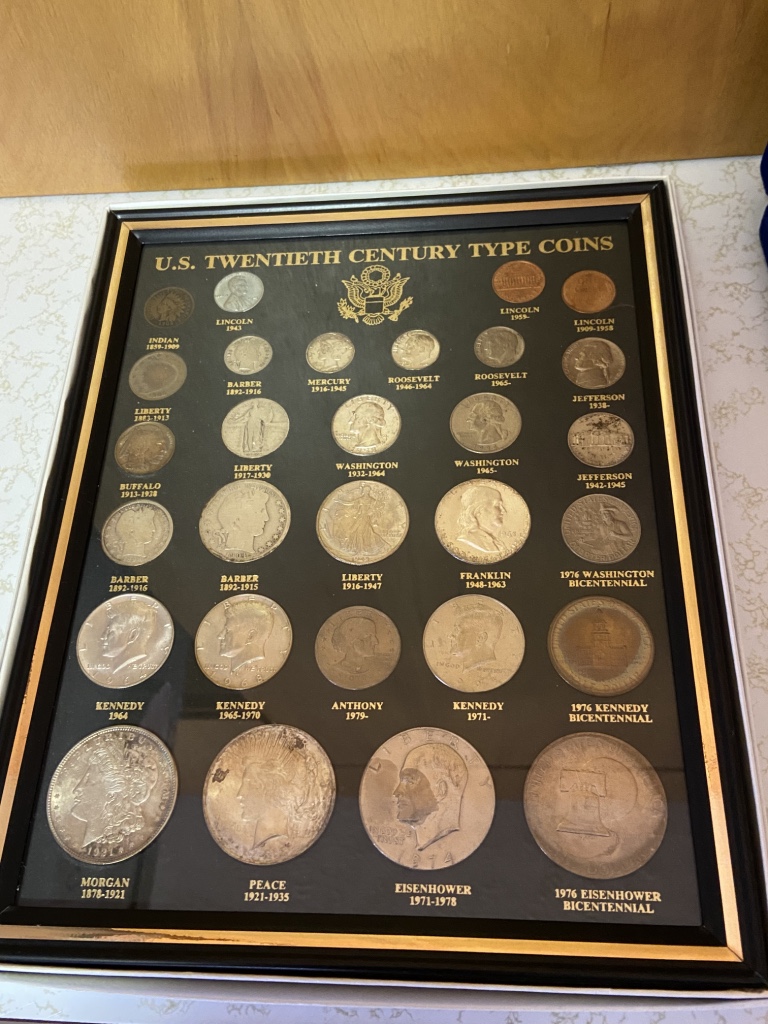 U.S. TWENTIETH CENTURY TYPE COINS
INDIAN
1859-1909
LINCOLN
1943
LINCOLN
1959-
LINCOLN
1909-1958
LIBERTY
1883-1913
BARBER
1892-1916
MERCURY
1916-1945
ROOSEVELT
1946-1964
ROOSEVELT
1965-
JEFFERSON
1938-
BUFFALO
1913-1938
LIBERTY
1917-1930
WASHINGTON
1932-1964
WASHINGTON
1965-
JEFFERSON
1942-1945
BARBER
1892-1916
BARBER
1892-1915
LIBERTY
1916-1947
FRANKLIN
1948-1963
1976 WASHINGTON
BICENTENNIAL
KENNEDY
1964
KENNEDY
1965-1970
ANTHONY
1979-
KENNEDY
1971-
1976 KENNEDY
BICENTENNIAL
1921
1974
MORGAN
1878-1921
PEACE
1921-1935
EISENHOWER
1971-1978
1976 EISENHOWER
BICENTENNIAL